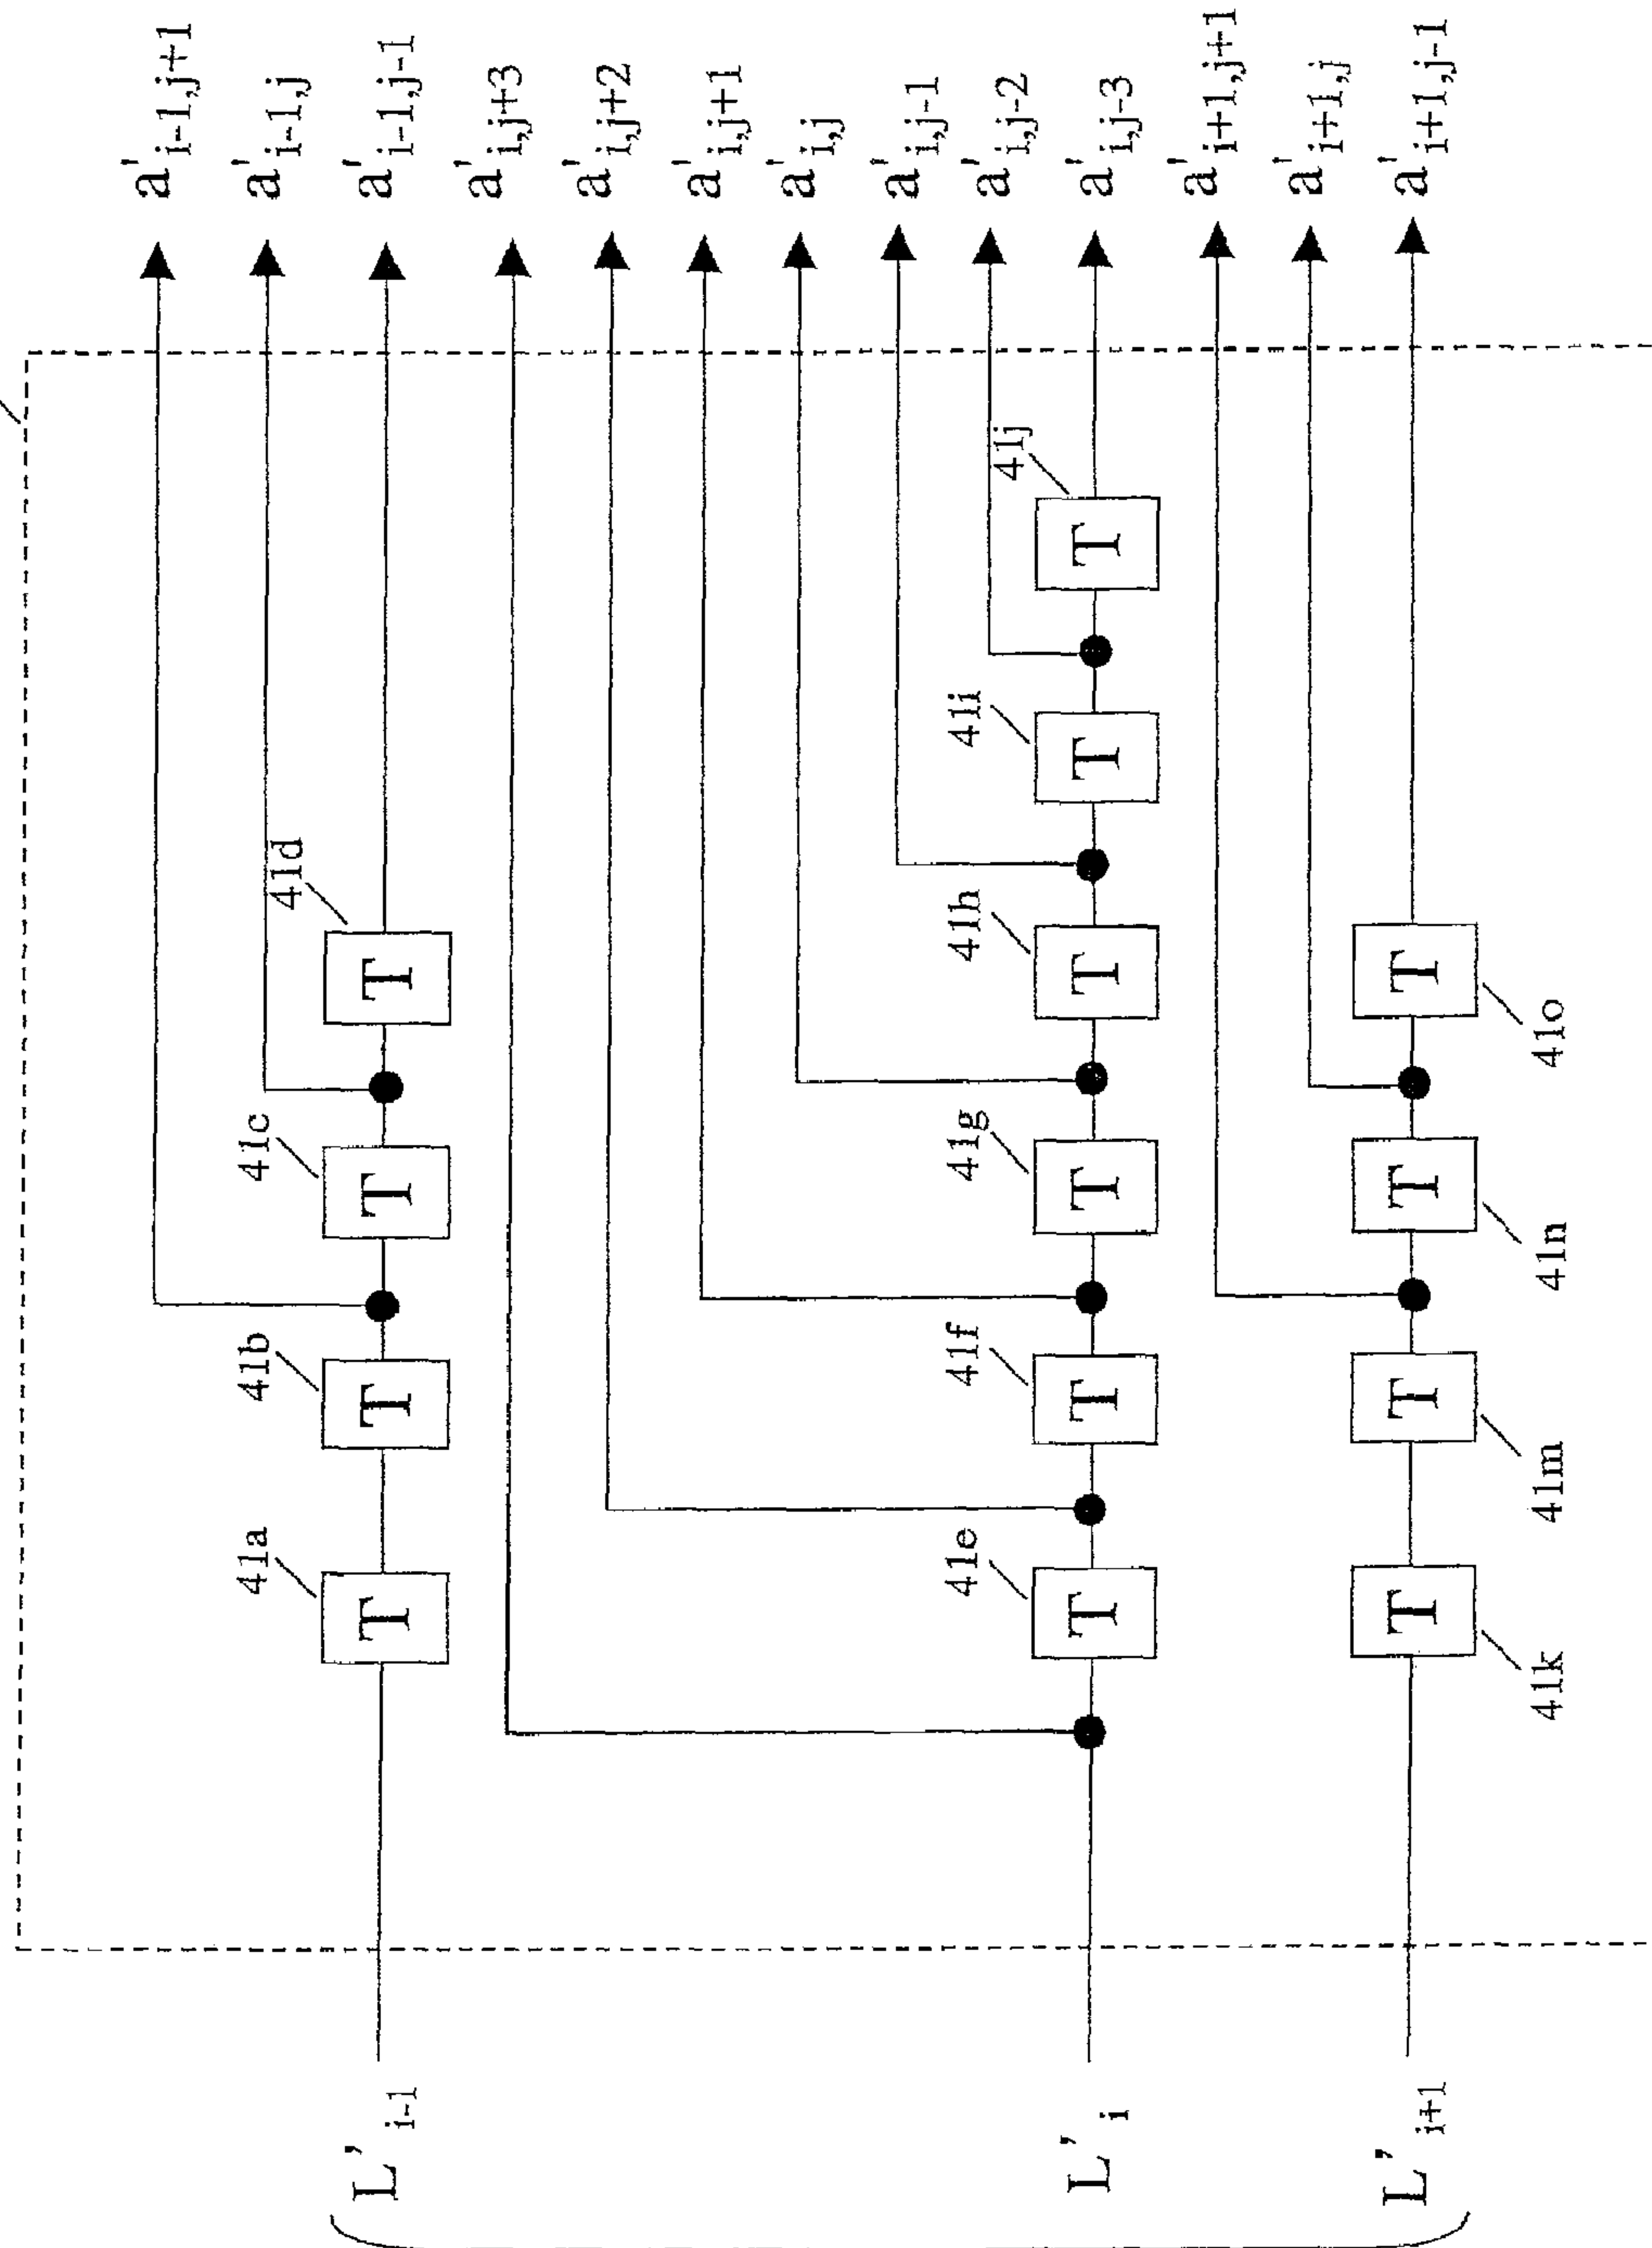 a'i-1,j+1
a'i-1,j
a'i-1,j-1
a'i,j+3
a'i,j+2
a'i,j+1
a'i,j
a'i,j-1
a'i,j-2
a'i,j-3
a'i+1,j+1
a'i+1,j
a'i+1,j-1
L'i-1
41a
T
41b
T
41c
T
41d
T
L'i
41e
T
41f
T
41g
T
41h
T
41i
T
41j
T
L'i+1
T
41k
T
41m
T
41n
T
41o